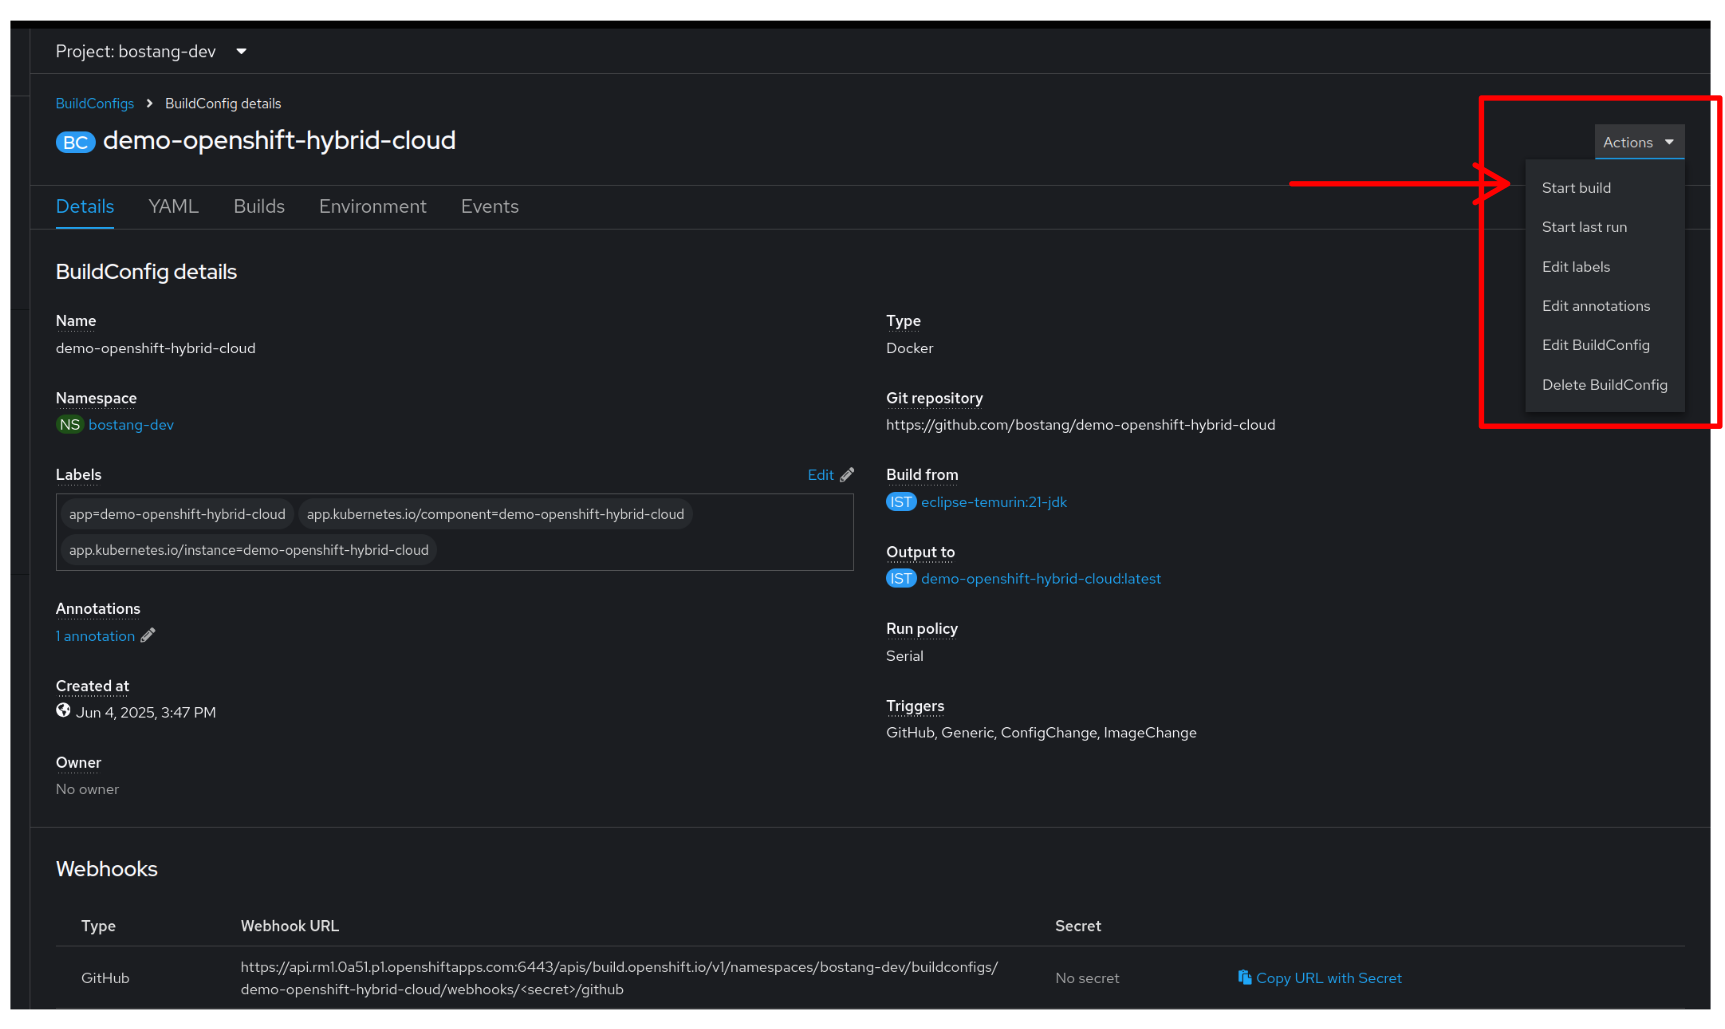 Project: bostang-dev
BuildConfigs > BuildConfig details
BC demo-openshift-hybrid-cloud
Actions
Start build
Start last run
Edit labels
Edit annotations
Edit BuildConfig
Delete BuildConfig
Details YAML Builds Environment Events
BuildConfig details
Name
demo-openshift-hybrid-cloud
Namespace
NS bostang-dev
Labels Edit
app=demo-openshift-hybrid-cloud app.kubernetes.io/component=demo-openshift-hybrid-cloud
app.kubernetes.io/instance=demo-openshift-hybrid-cloud
Annotations
1 annotation
Created at
Jun 4, 2025, 3:47 PM
Owner
No owner
Type
Docker
Git repository
https://github.com/bostang/demo-openshift-hybrid-cloud
Build from
IST eclipse-temurin:21-jdk
Output to
IST demo-openshift-hybrid-cloud:latest
Run policy
Serial
Triggers
GitHub, Generic, ConfigChange, ImageChange
Webhooks
Type Webhook URL Secret
GitHub https://api.rm1.0a51.p1.openshiftapps.com:6443/apis/build.openshift.io/v1/namespaces/bostang-dev/buildconfigs/
demo-openshift-hybrid-cloud/webhooks/<secret>/github
No secret Copy URL with Secret